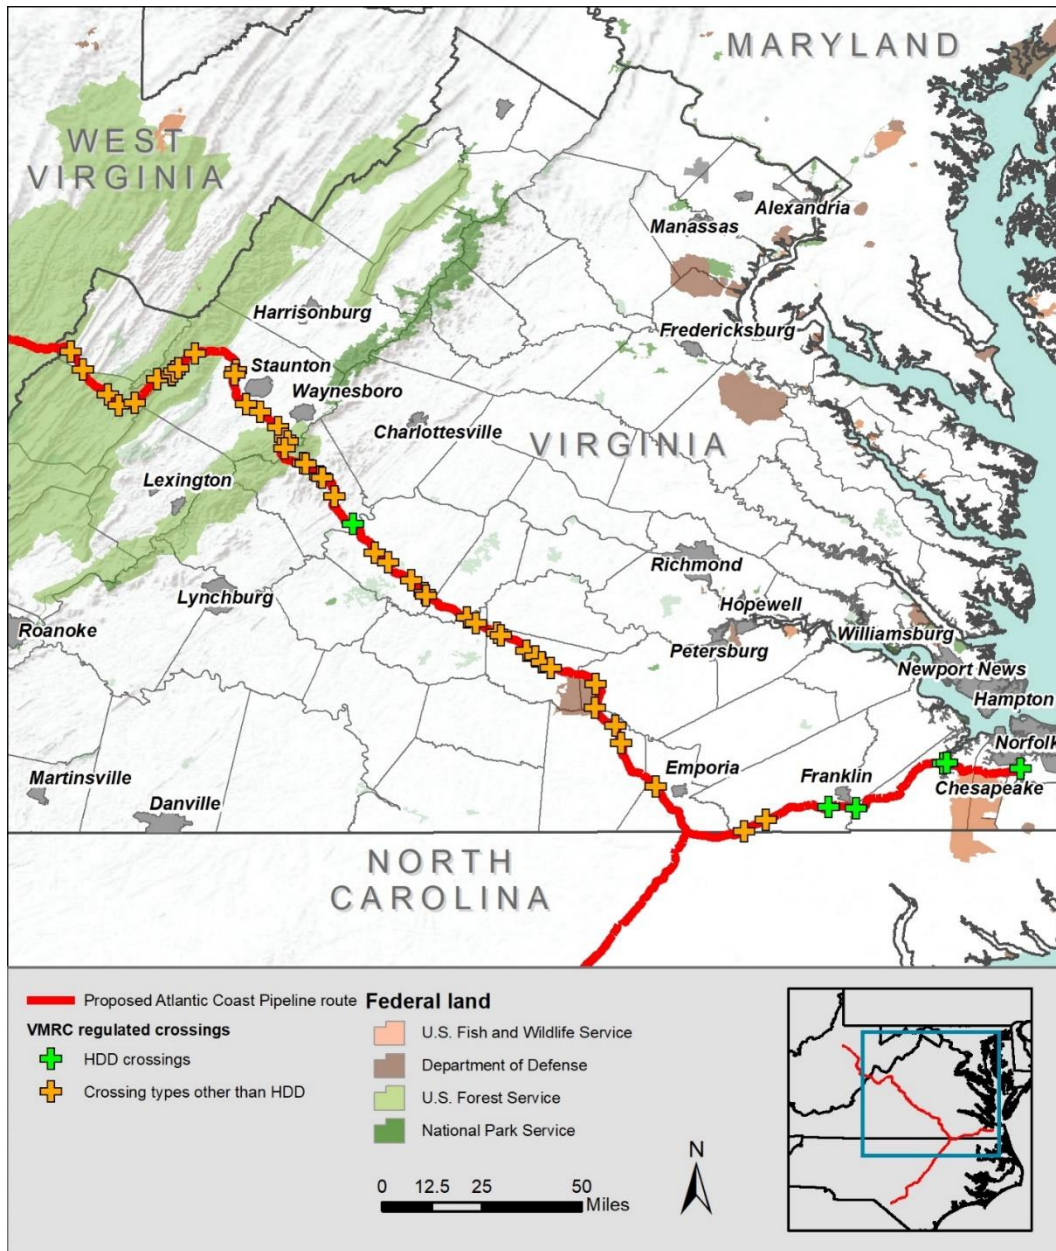 MARYLAND
WEST
VIRGINIA
Alexandria
Manassas
Harrisonburg
Fredericksburg
Staunton
Waynesboro
Charlottesville
VIRGINIA
Lexington
Richmond
Lynchburg
Hopewell
Roanoke
Petersburg
Williamsburg
Newport News
Hampton
Norfolk
Martinsville
Emporia
Franklin
Chesapeake
Danville
NORTH
CAROLINA
Proposed Atlantic Coast Pipeline route
VMRC regulated crossings
HDD crossings
Crossing types other than HDD
Federal land
U.S. Fish and Wildlife Service
Department of Defense
U.S. Forest Service
National Park Service
0 12.5 25 50
Miles
N